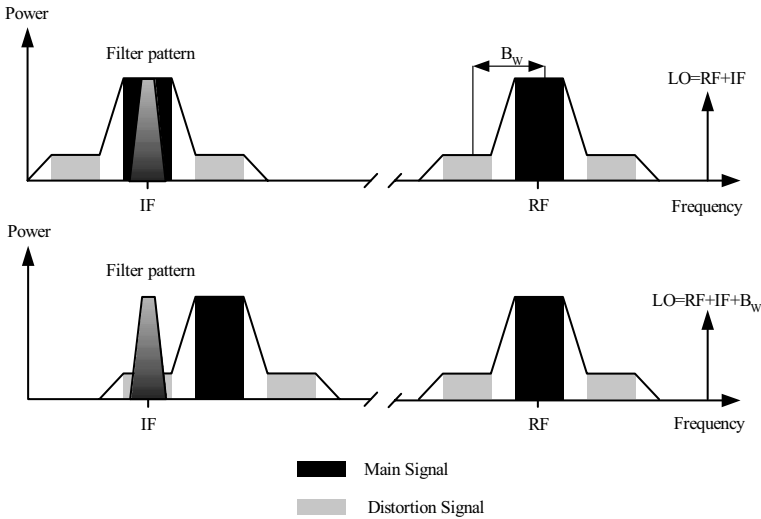 Power
Filter pattern
B_W
LO=RF+IF
IF
RF
Frequency
Power
Filter pattern
LO=RF+IF+B_W
IF
RF
Frequency
Main Signal
Distortion Signal